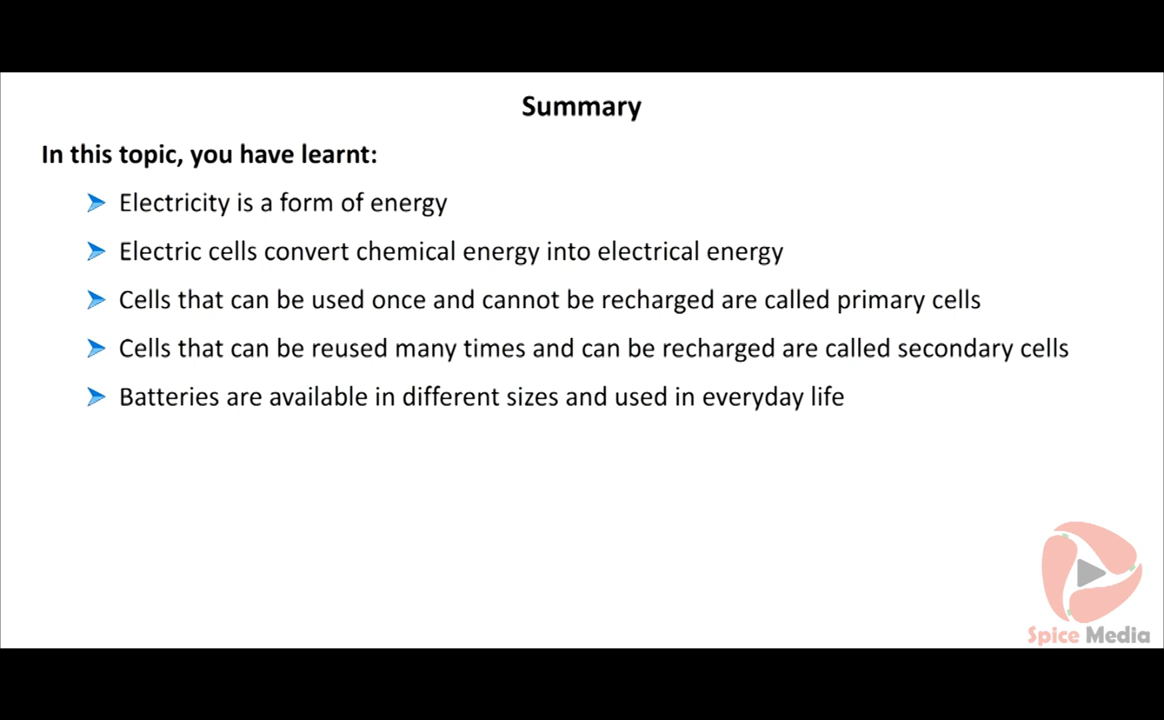 Summary
In this topic, you have learnt:
Electricity is a form of energy
Electric cells convert chemical energy into electrical energy
Cells that can be used once and cannot be recharged are called primary cells
Cells that can be reused many times and can be recharged are called secondary cells
Batteries are available in different sizes and used in everyday life
Spice Media